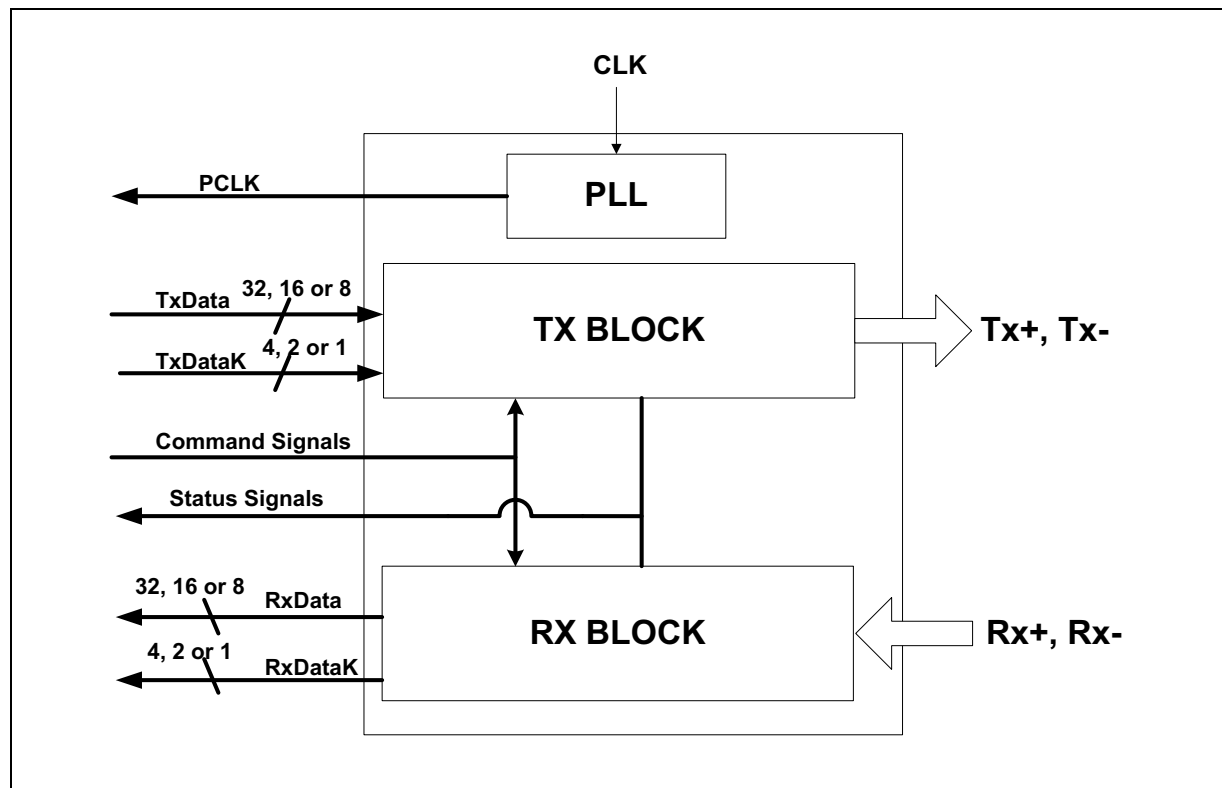 CLK
PCLK
PLL
32, 16 or 8
TxData
TX BLOCK
Tx+, Tx-
4, 2 or 1
TxDataK
Command Signals
Status Signals
32, 16 or 8
RxData
RX BLOCK
Rx+, Rx-
4, 2 or 1
RxDataK